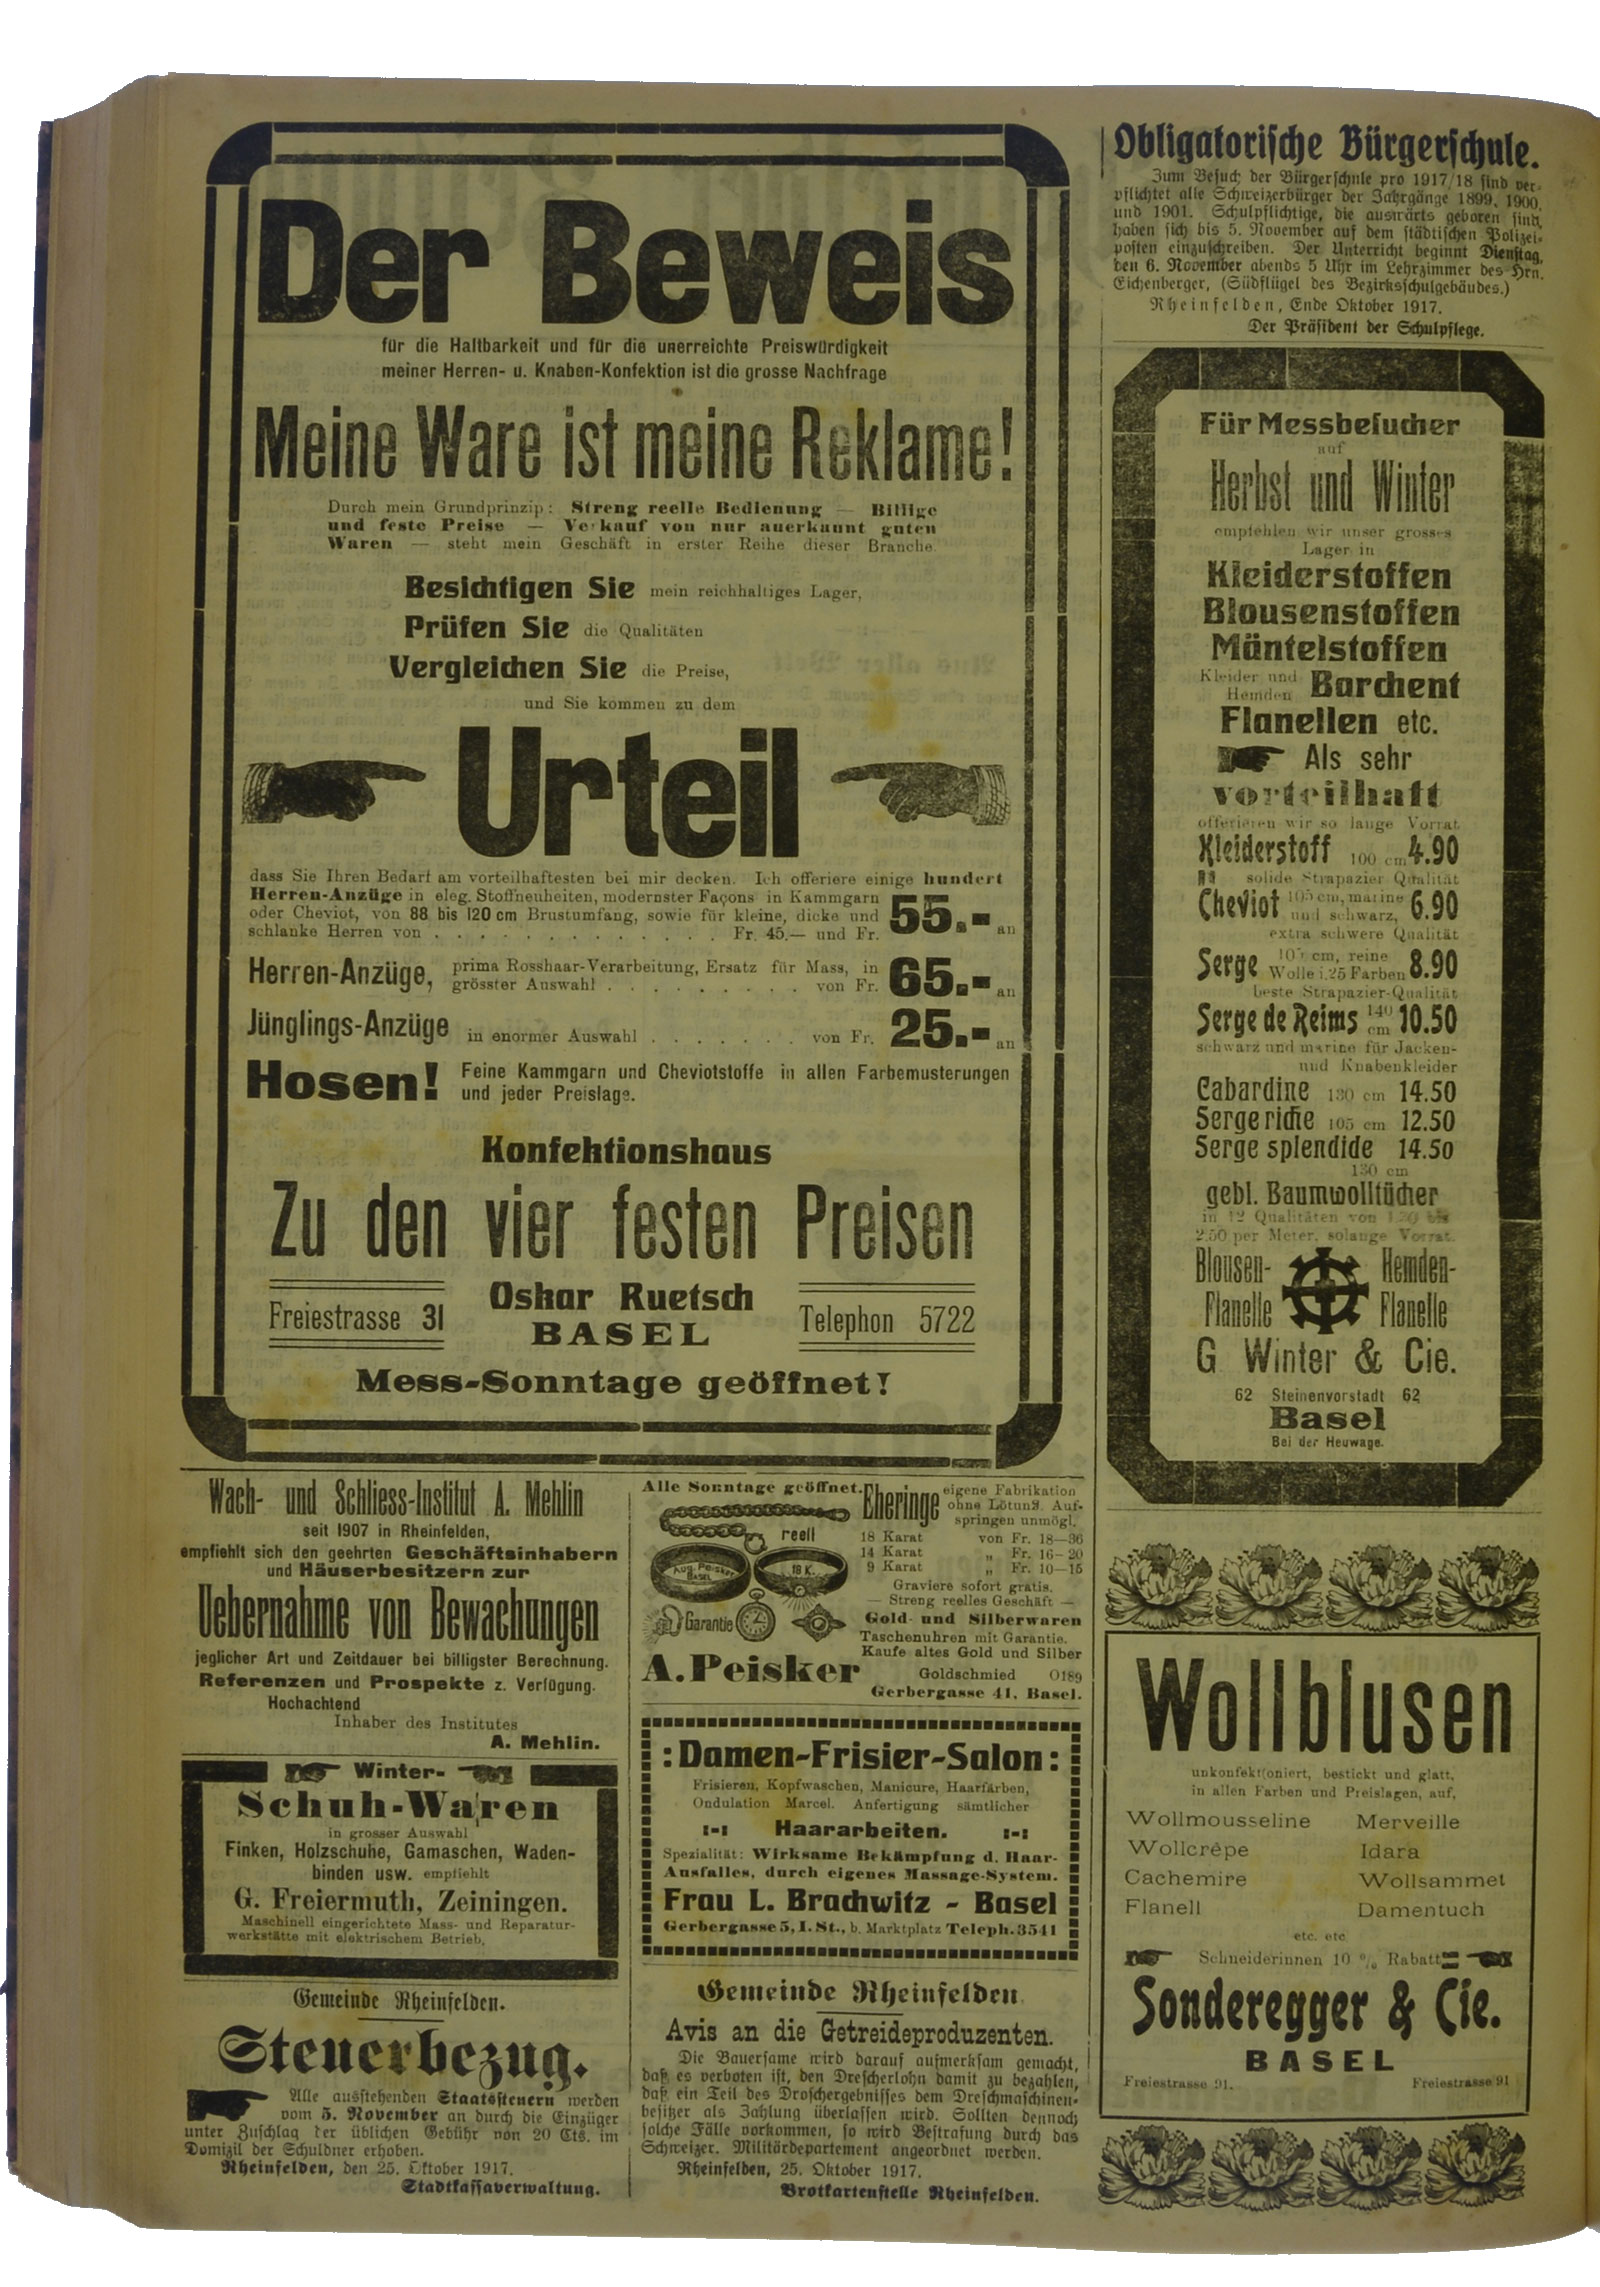 Der Beweis
für die Haltbarkeit und für die unerreichte Preiswürdigkeit
meiner Herren- u. Knaben-Konfektion ist die grosse Nachfrage
Meine Ware ist meine Reklame!
Durch mein Grundprinzip: Streng reelle Bedienung — Billige
und feste Preise — Verkauf von nur anerkannt guten
Waren — steht mein Geschäft in erster Reihe dieser Branche.
Besichtigen Sie mein reichhaltiges Lager,
Prüfen Sie die Qualitäten
Vergleichen Sie die Preise,
und Sie kommen zu dem
Urteil
dass Sie Ihren Bedarf am vorteilhaftesten bei mir decken. Ich offeriere einige hundert
Herren-Anzüge in eleg. Stoffneuheiten, modernster Façons in Kammgarn
oder Cheviot, von 88 bis 120 cm Brustumfang, sowie für kleine, dicke und
schlanke Herren von . . . . . . . . . . . . . Fr. 45.— und Fr. 55.- an
Herren-Anzüge, prima Rosshaar-Verarbeitung, Ersatz für Mass, in
grösster Auswahl . . . . . . . . . von Fr. 65.- an
Jünglings-Anzüge in enormer Auswahl . . . . . . . von Fr. 25.- an
Hosen! Feine Kammgarn und Cheviotstoffe in allen Farbemusterungen
und jeder Preislage.
Konfektionshaus
Zu den vier festen Preisen
Freiestrasse 31
Oskar Ruetsch
BASEL
Telephon 5722
Mess-Sonntage geöffnet!
Wach- und Schliess-Institut A. Mehlin
seit 1907 in Rheinfelden,
empfiehlt sich den geehrten Geschäftsinhabern
und Häuserbesitzern zur
Uebernahme von Bewachungen
jeglicher Art und Zeitdauer bei billigster Berechnung.
Referenzen und Prospekte z. Verfügung.
Hochachtend
Inhaber des Institutes
A. Mehlin.
Winter-
Schuh-Waren
in grosser Auswahl
Finken, Holzschuhe, Gamaschen, Waden-
binden usw. empfiehlt
G. Freiermuth, Zeiningen.
Maschinell eingerichtete Mass- und Reparatur-
werkstätte mit elektrischem Betrieb.
Gemeinde Rheinfelden.
Steuerbezug.
Alle ausstehenden Staatssteuern werden
vom 5. November an durch die Einzüger
unter Zuschlag der üblichen Gebühr von 20 Cts. im
Domizil der Schuldner erhoben.
Rheinfelden, den 25. Oktober 1917.
Stadtkassaverwaltung.
Alle Sonntage geöffnet.
reell
Aug. Peisker
BASEL
18 K.
Garantie
Eheringe eigene Fabrikation
ohne Lötung. Auf-
springen unmögl.
18 Karat von Fr. 18—36
14 Karat „ Fr. 16-20
9 Karat „ Fr. 10-15
Graviere sofort gratis.
— Streng reelles Geschäft —
Gold- und Silberwaren
Taschenuhren mit Garantie.
Kaufe altes Gold und Silber
A. Peisker Goldschmied O189
Gerbergasse 41, Basel.
:Damen-Frisier-Salon:
Frisieren, Kopfwaschen, Manicure, Haarfärben,
Ondulation Marcel. Anfertigung sämtlicher
Haararbeiten.
Spezialität: Wirksame Bekämpfung d. Haar-
Ausfalles, durch eigenes Massage-System.
Frau L. Brachwitz - Basel
Gerbergasse 5, I. St., b. Marktplatz Teleph. 3541
Gemeinde Rheinfelden
Avis an die Getreideproduzenten.
Die Bauersame wird darauf aufmerksam gemacht,
daß es verboten ist, den Drescherlohn damit zu bezahlen,
daß ein Teil des Droschergebnisses dem Dreschmaschinen-
besitzer als Zahlung überlassen wird. Sollten dennoch
solche Fälle vorkommen, so wird Bestrafung durch das
Schweizer. Militärdepartement angeordnet werden.
Rheinfelden, 25. Oktober 1917.
Brotkartenstelle Rheinfelden.
Obligatorische Bürgerschule.
Zum Besuch der Bürgerschule pro 1917/18 sind ver-
pflichtet alle Schweizerbürger der Jahrgänge 1899, 1900,
und 1901. Schulpflichtige, die auswärts geboren sind,
haben sich bis 5. November auf dem städtischen Polizei-
posten einzuschreiben. Der Unterricht beginnt Dienstag,
den 6. November abends 5 Uhr im Lehrzimmer des Hrn.
Eichenberger, (Südflügel des Bezirksschulgebäudes.)
Rheinfelden, Ende Oktober 1917.
Der Präsident der Schulpflege.
Für Messbesucher
auf
Herbst und Winter
empfehlen wir unser grosses
Lager in
Kleiderstoffen
Blousenstoffen
Mäntelstoffen
Kleider und
Hemden Barchent
Flanellen etc.
Als sehr
vorteilhaft
offerieren wir so lange Vorrat
Kleiderstoff 100 cm 4.90
solide Strapazier Qualität
Cheviot 105 cm, marine
und schwarz, 6.90
extra schwere Qualität
Serge 105 cm, reine
Wolle i. 25 Farben 8.90
beste Strapazier-Qualität
Serge de Reims 140 cm 10.50
schwarz und marine für Jacken-
und Knabenkleider
Cabardine 130 cm 14.50
Serge riche 105 cm 12.50
Serge splendide 14.50
130 cm
gebl. Baumwolltücher
in 12 Qualitäten von 1.30 bis
2.50 per Meter, solange Vorrat.
Blousen-
Flanelle
Hemden-
Flanelle
G Winter & Cie.
62 Steinenvorstadt 62
Basel
Bei der Heuwage.
Wollblusen
unkonfektioniert, bestickt und glatt,
in allen Farben und Preislagen, auf,
Wollmousseline Merveille
Wollcrêpe Idara
Cachemire Wollsammet
Flanell Damentuch
etc. etc
Schneiderinnen 10 % Rabatt
Sonderegger & Cie.
BASEL
Freiestrasse 91. Freiestrasse 91